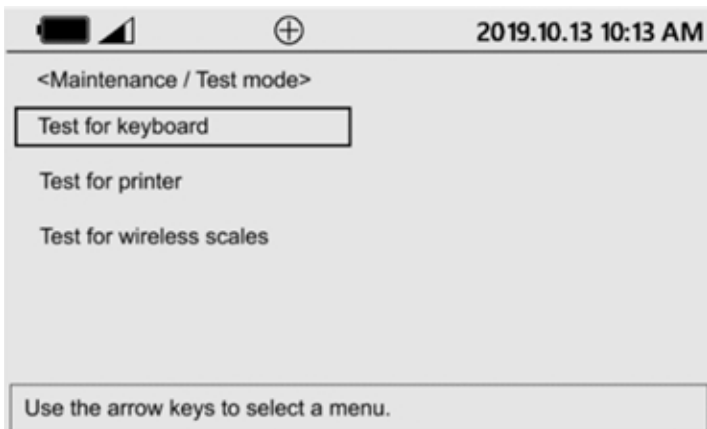 2019.10.13 10:13 AM
<Maintenance / Test mode>
Test for keyboard
Test for printer
Test for wireless scales
Use the arrow keys to select a menu.